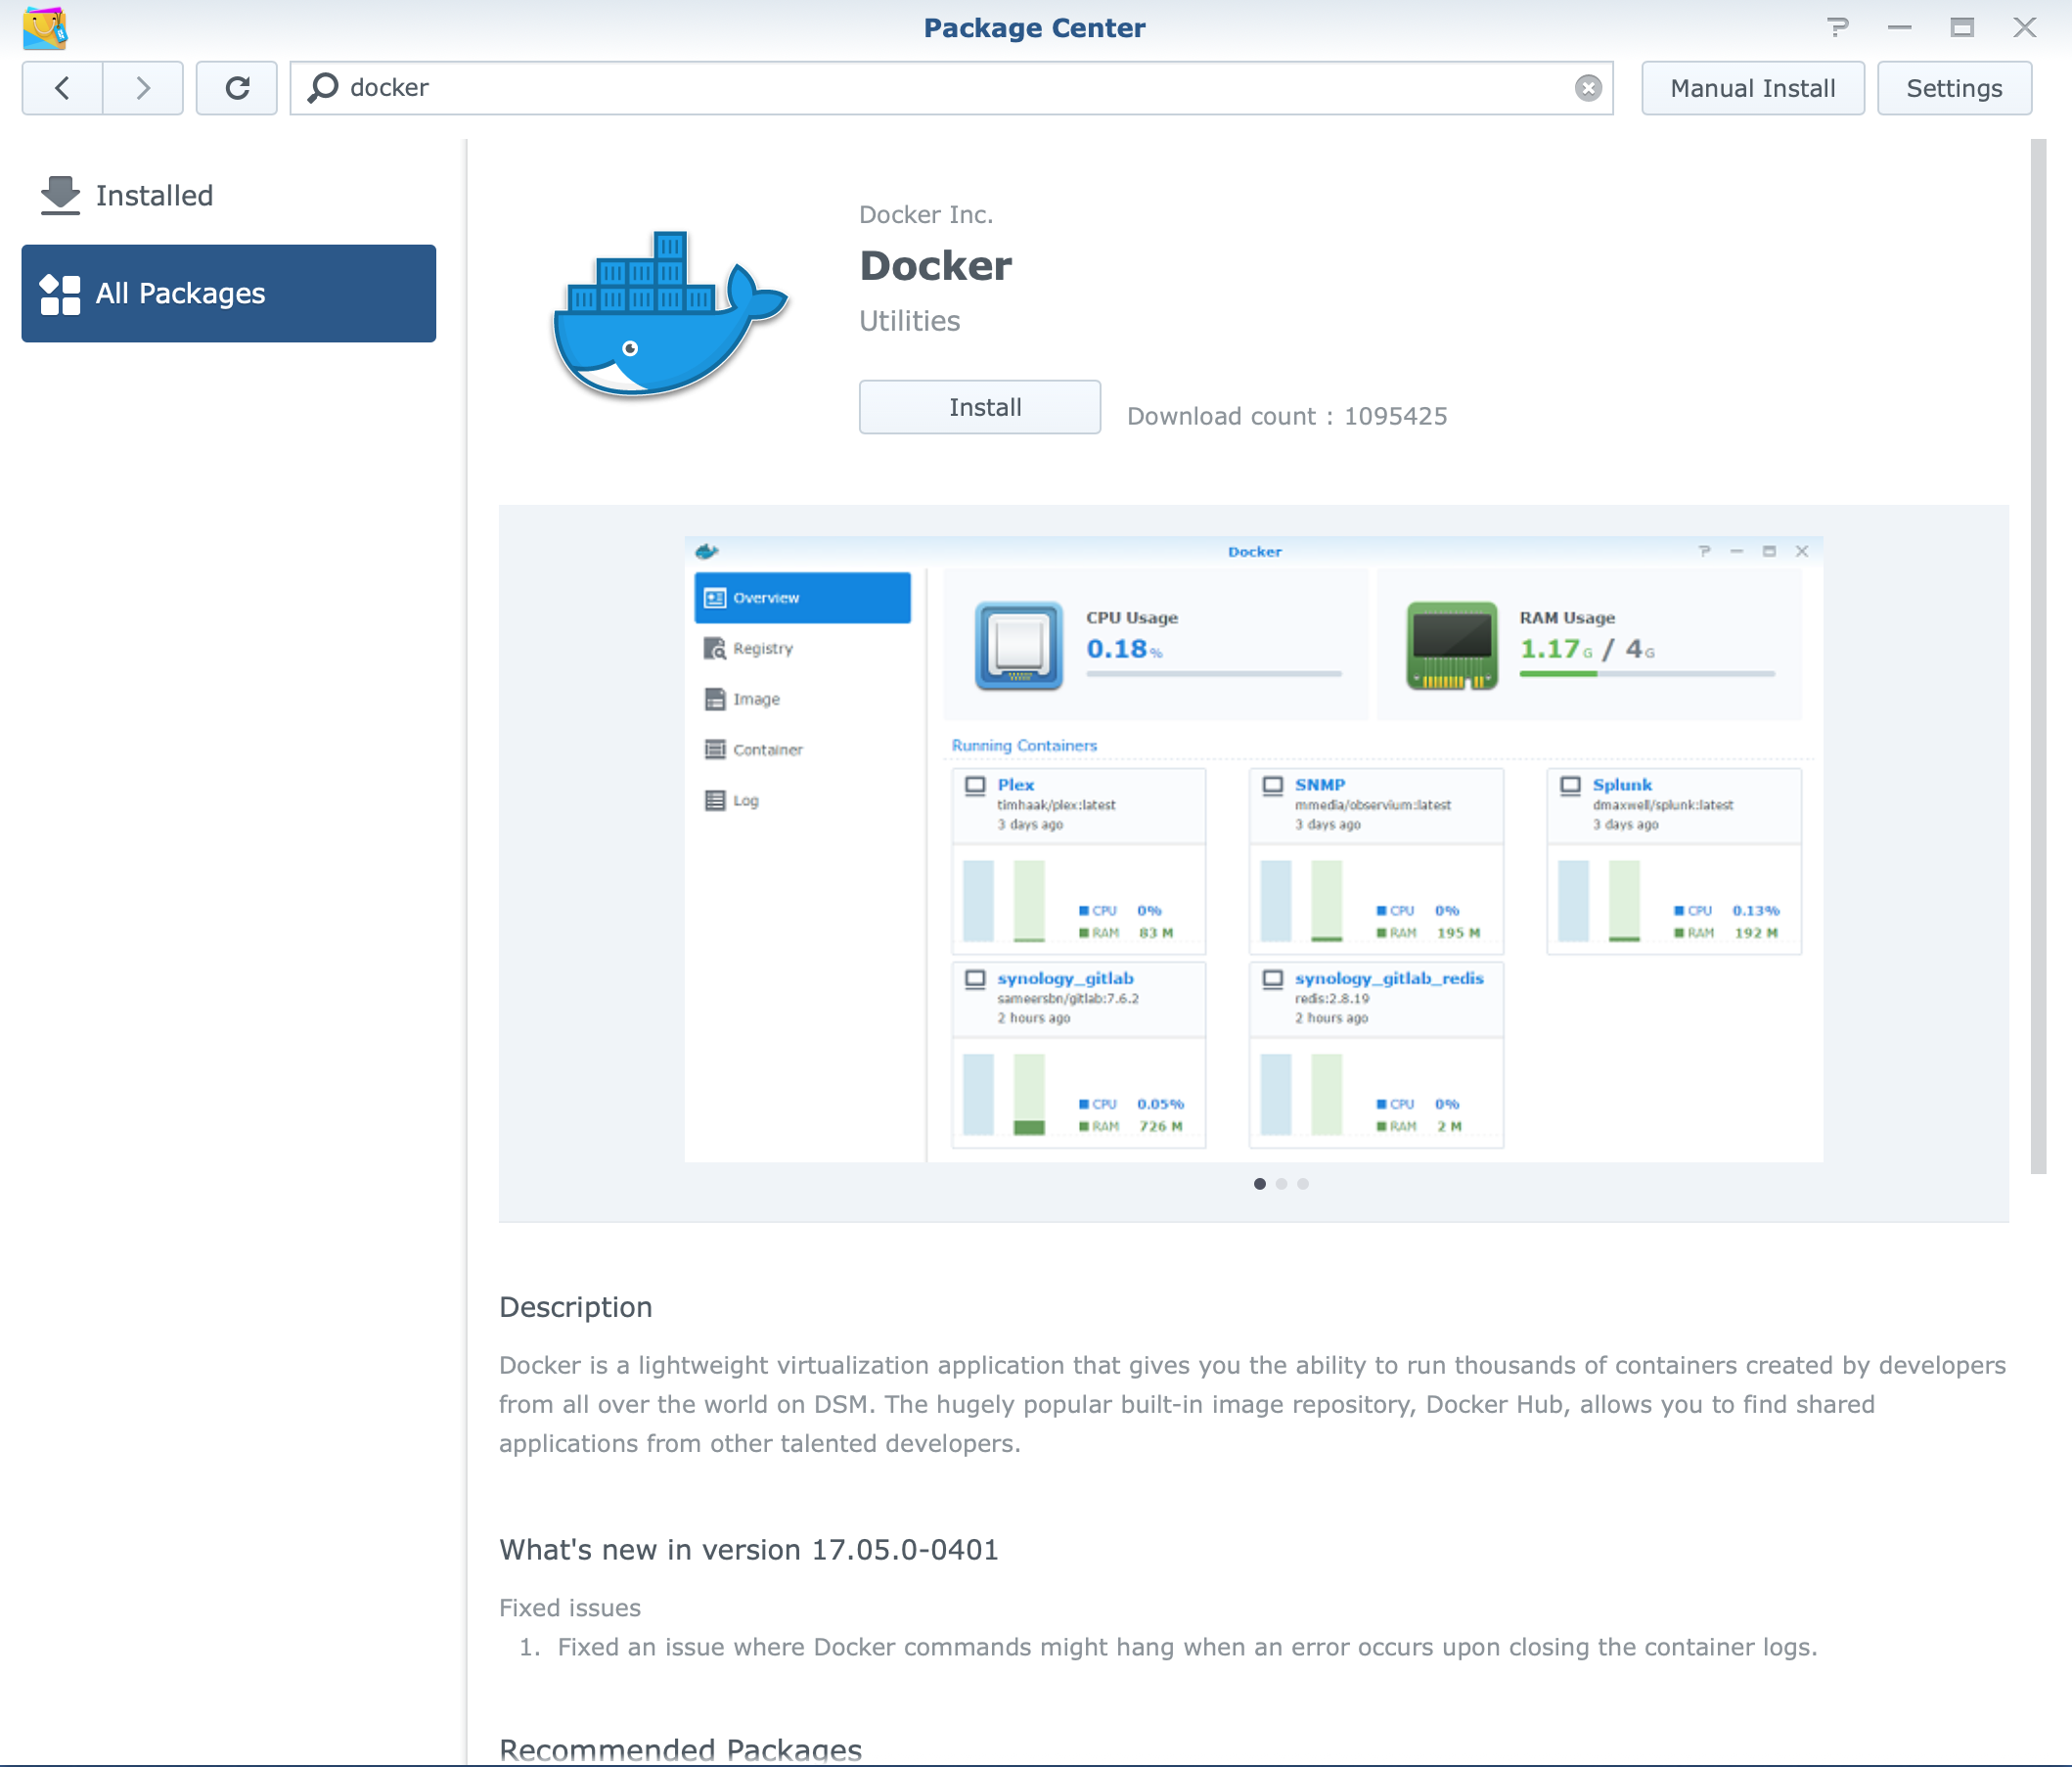 Package Center
docker
Manual Install
Settings
Installed
All Packages
Docker Inc.
Docker
Utilities
Install
Download count : 1095425
Docker
Overview
Registry
Image
Container
Log
CPU Usage
0.18 %
RAM Usage
1.17 G / 4 G
Running Containers
Plex
timhaak/plex:latest
3 days ago
CPU 0%
RAM 83 M
SNMP
mmedia/observium:latest
3 days ago
CPU 0%
RAM 195 M
Splunk
dmaxwell/splunk:latest
3 days ago
CPU 0.13%
RAM 192 M
synology_gitlab
sameersbn/gitlab:7.6.2
2 hours ago
CPU 0.05%
RAM 726 M
synology_gitlab_redis
redis:2.8.19
2 hours ago
CPU 0%
RAM 2 M
Description
Docker is a lightweight virtualization application that gives you the ability to run thousands of containers created by developers
from all over the world on DSM. The hugely popular built-in image repository, Docker Hub, allows you to find shared
applications from other talented developers.
What's new in version 17.05.0-0401
Fixed issues
1. Fixed an issue where Docker commands might hang when an error occurs upon closing the container logs.
Recommended Packages